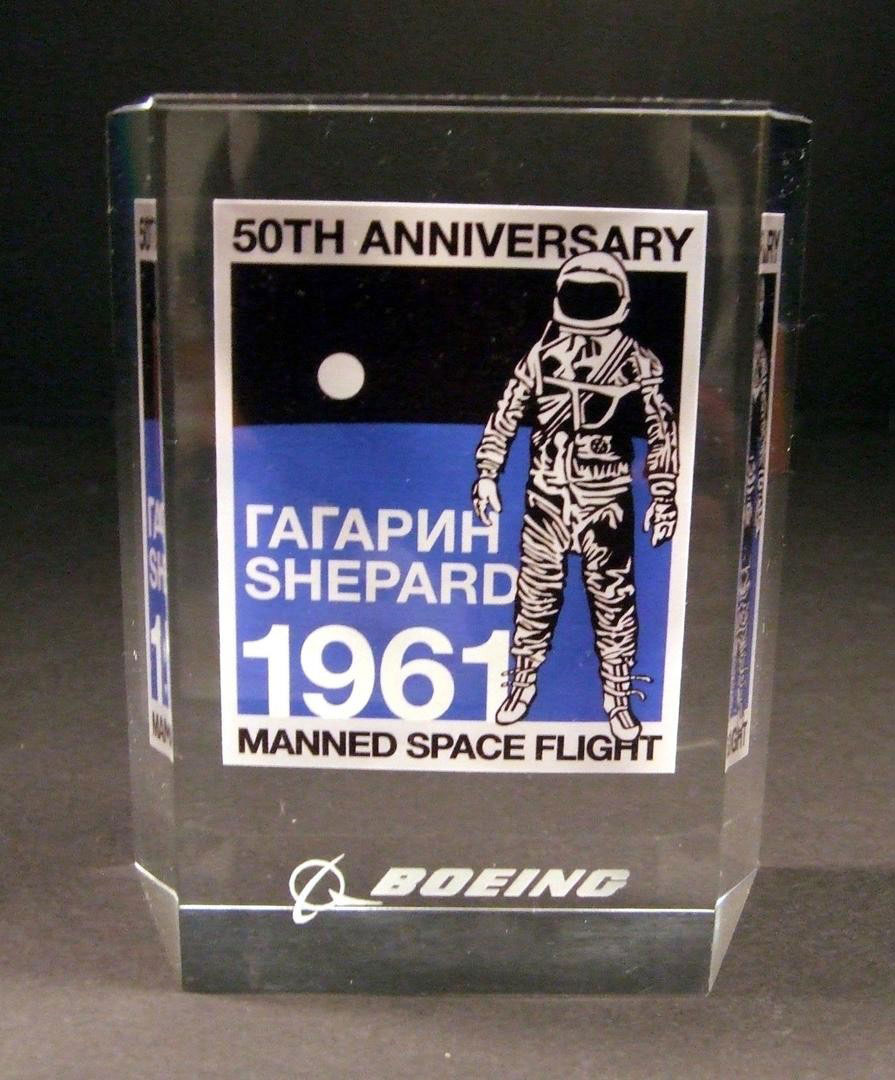 50TH ANNIVERSARY
ГАГАРИН
SHEPARD
1961
MANNED SPACE FLIGHT
BOEING